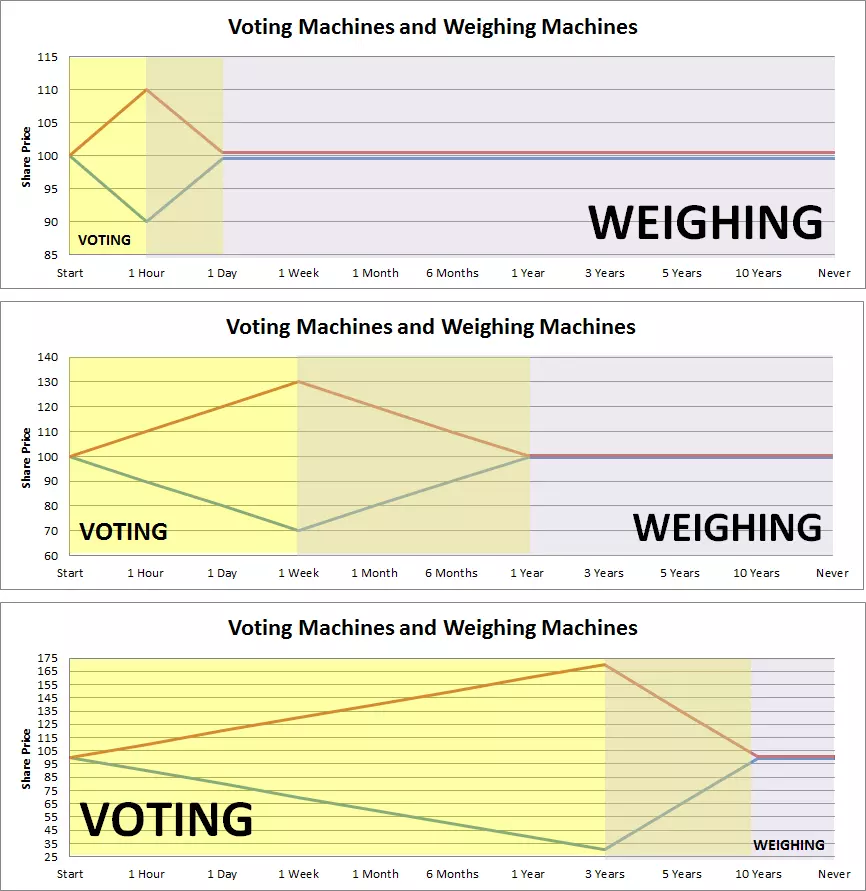 Voting Machines and Weighing Machines
115
110
105
100
95
90
85
Share Price
VOTING
WEIGHING
Start 1 Hour 1 Day 1 Week 1 Month 6 Months 1 Year 3 Years 5 Years 10 Years Never
Voting Machines and Weighing Machines
140
130
120
110
100
90
80
70
60
Share Price
VOTING
WEIGHING
Start 1 Hour 1 Day 1 Week 1 Month 6 Months 1 Year 3 Years 5 Years 10 Years Never
Voting Machines and Weighing Machines
175
165
155
145
135
125
115
105
95
85
75
65
55
45
35
25
Share Price
VOTING
WEIGHING
Start 1 Hour 1 Day 1 Week 1 Month 6 Months 1 Year 3 Years 5 Years 10 Years Never